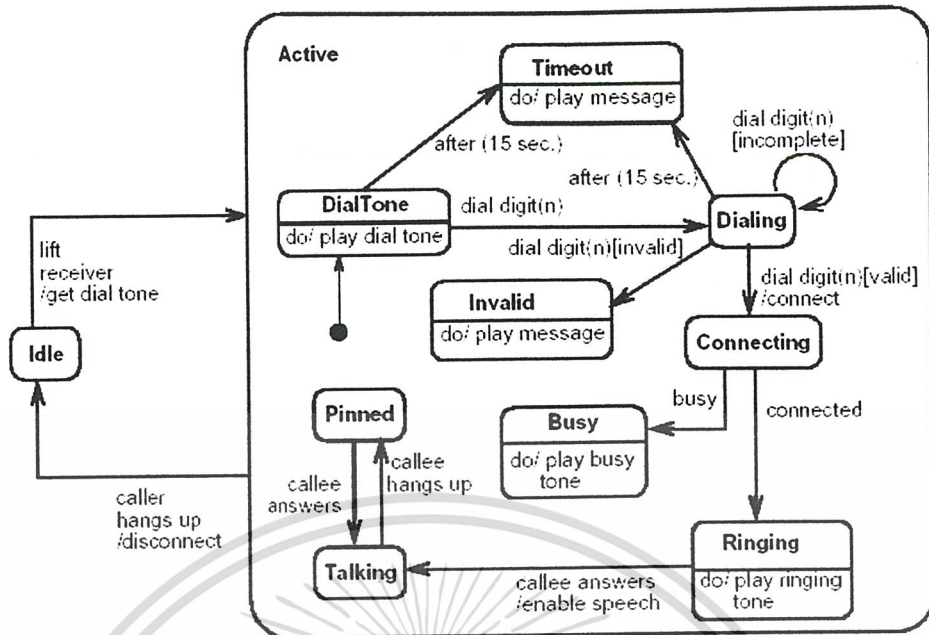 Active
Timeout
do/ play message
dial digit(n)
[incomplete]
after (15 sec.)
after (15 sec.)
DialTone
do/ play dial tone
dial digit(n)
Dialing
lift
receiver
/get dial tone
dial digit(n)[invalid]
dial digit(n)[valid]
/connect
Invalid
do/ play message
Idle
Connecting
Pinned
busy
connected
Busy
do/ play busy
tone
callee
answers
callee
hangs up
caller
hangs up
/disconnect
Talking
callee answers
/enable speech
Ringing
do/ play ringing
tone